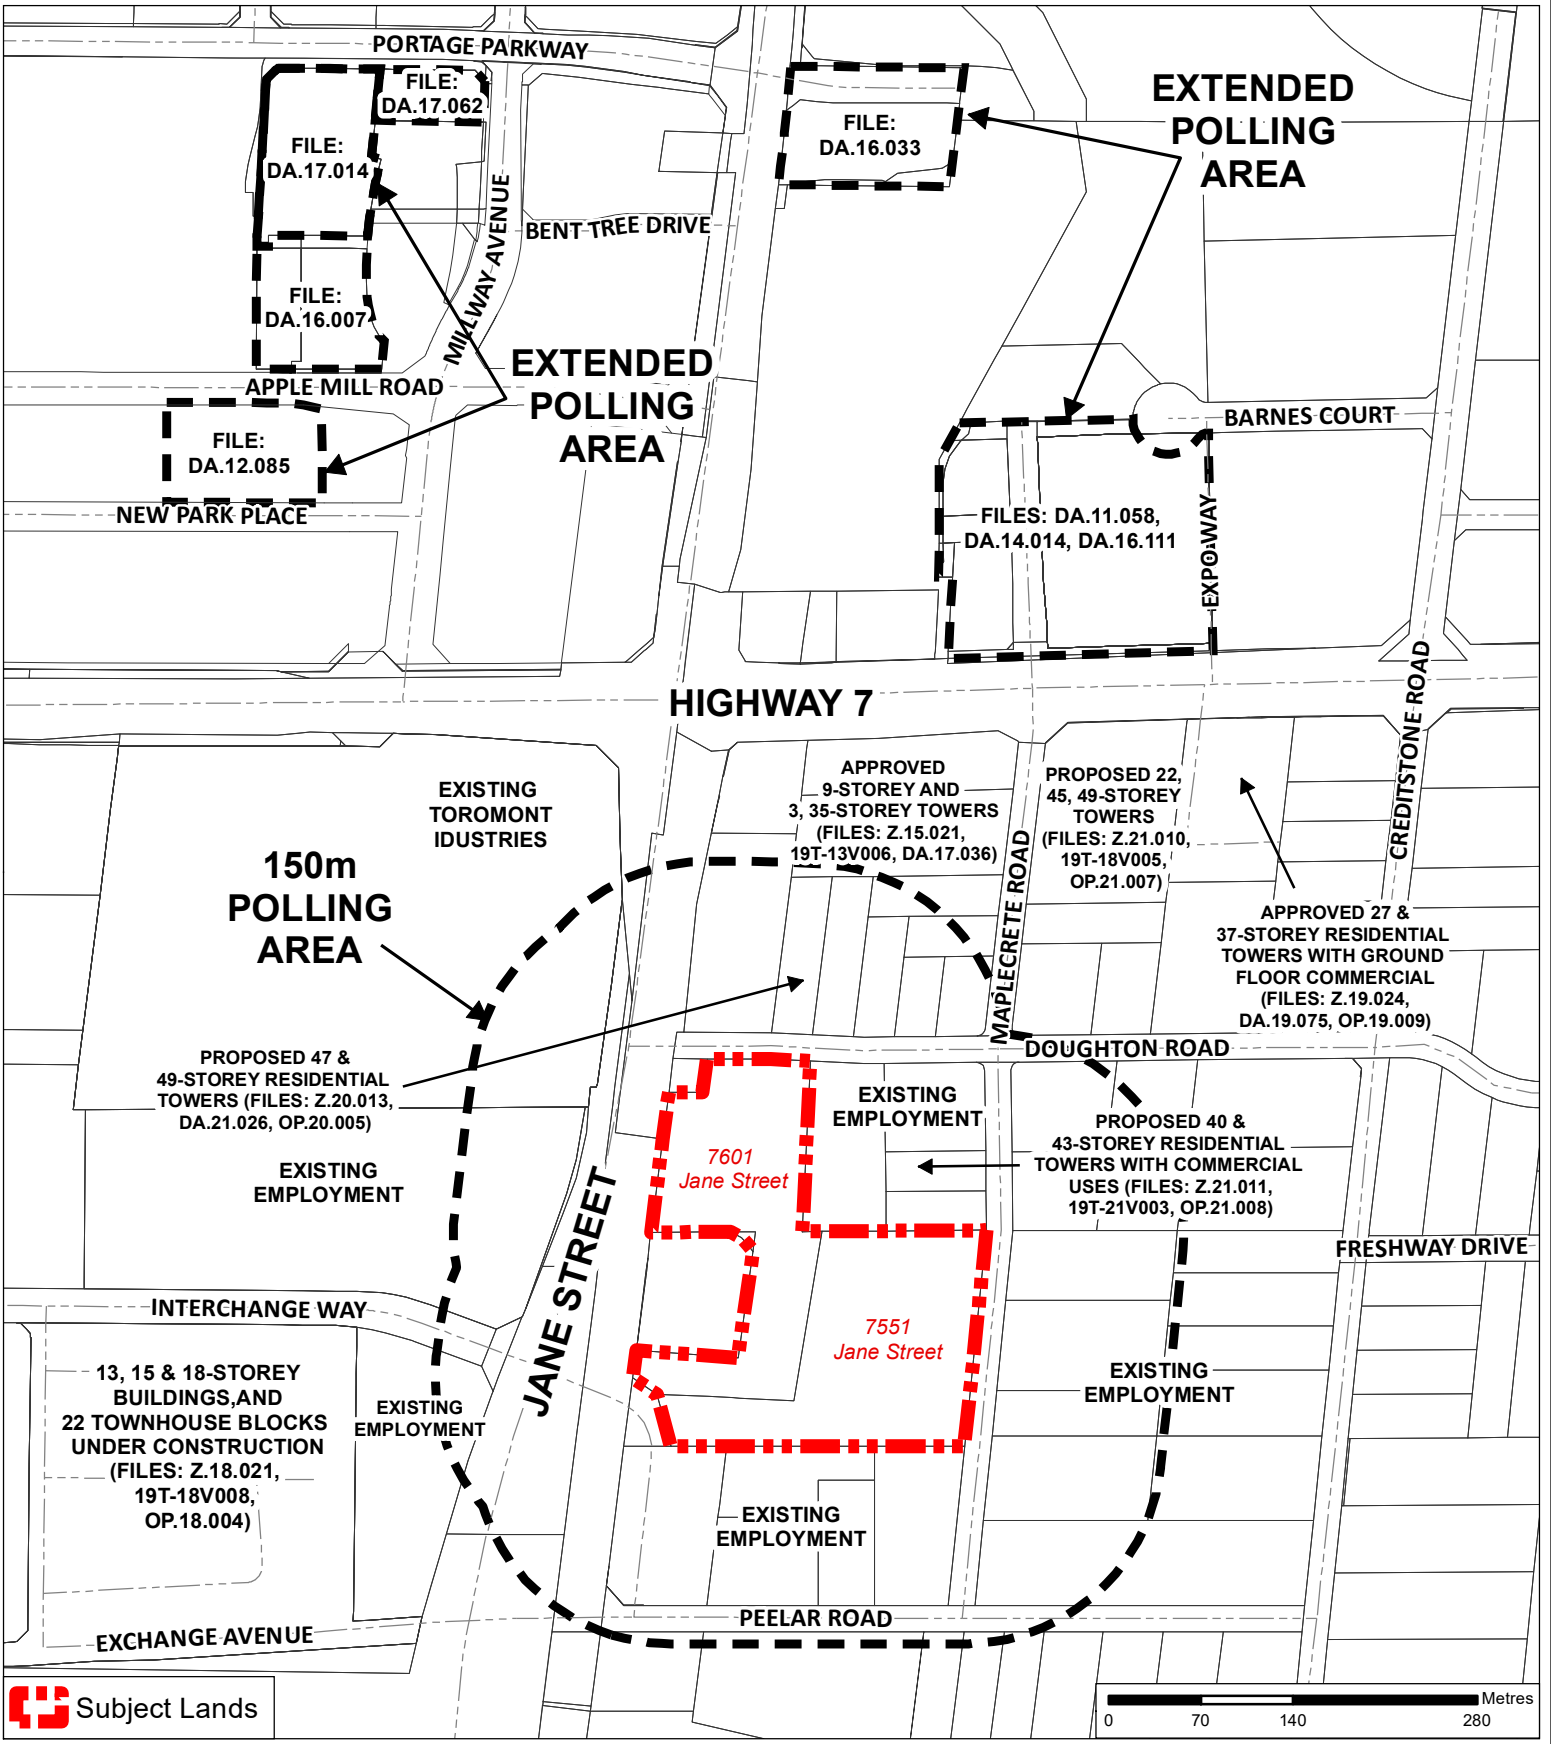 PORTAGE PARKWAY
FILE:
DA.17.062
FILE:
DA.17.014
FILE:
DA.16.033
EXTENDED
POLLING
AREA
MILLWAY AVENUE
BENT TREE DRIVE
FILE:
DA.16.007
EXTENDED
POLLING
AREA
APPLE MILL ROAD
BARNES COURT
FILE:
DA.12.085
NEW PARK PLACE
FILES: DA.11.058,
DA.14.014, DA.16.111
EXPO WAY
CREDITSTONE ROAD
HIGHWAY 7
EXISTING
TOROMONT
IDUSTRIES
APPROVED
9-STOREY AND
3, 35-STOREY TOWERS
(FILES: Z.15.021,
19T-13V006, DA.17.036)
PROPOSED 22,
45, 49-STOREY
TOWERS
(FILES: Z.21.010,
19T-18V005,
OP.21.007)
150m
POLLING
AREA
MAPLECRETE ROAD
APPROVED 27 &
37-STOREY RESIDENTIAL
TOWERS WITH GROUND
FLOOR COMMERCIAL
(FILES: Z.19.024,
DA.19.075, OP.19.009)
DOUGHTON ROAD
PROPOSED 47 &
49-STOREY RESIDENTIAL
TOWERS (FILES: Z.20.013,
DA.21.026, OP.20.005)
EXISTING
EMPLOYMENT
PROPOSED 40 &
43-STOREY RESIDENTIAL
TOWERS WITH COMMERCIAL
USES (FILES: Z.21.011,
19T-21V003, OP.21.008)
7601
Jane Street
EXISTING
EMPLOYMENT
JANE STREET
FRESHWAY DRIVE
INTERCHANGE WAY
7551
Jane Street
13, 15 & 18-STOREY
BUILDINGS,AND
22 TOWNHOUSE BLOCKS
UNDER CONSTRUCTION
(FILES: Z.18.021,
19T-18V008,
OP.18.004)
EXISTING
EMPLOYMENT
EXISTING
EMPLOYMENT
EXISTING
EMPLOYMENT
PEELAR ROAD
EXCHANGE AVENUE
Subject Lands
Metres
0 70 140 280